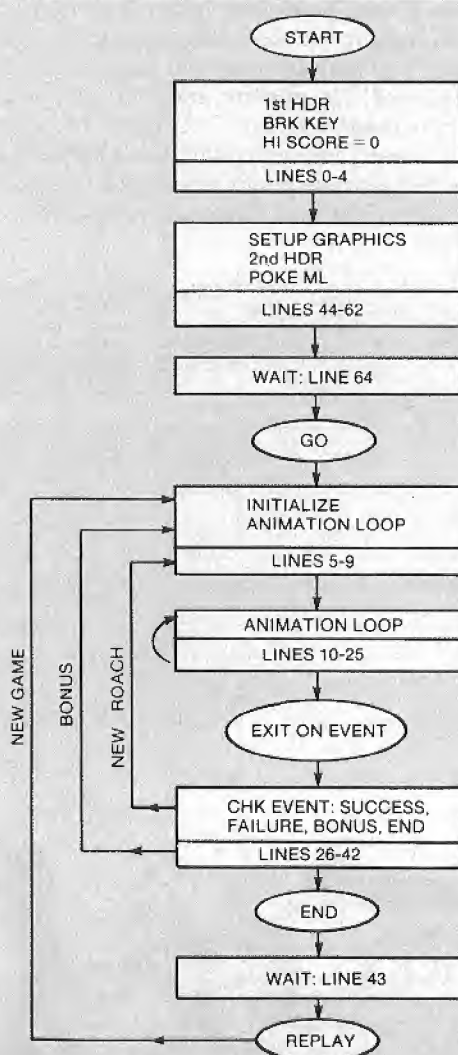 START
1st HDR
BRK KEY
HI SCORE = 0
LINES 0-4
SETUP GRAPHICS
2nd HDR
POKE ML
LINES 44-62
WAIT: LINE 64
GO
INITIALIZE
ANIMATION LOOP
LINES 5-9
ANIMATION LOOP
LINES 10-25
NEW GAME
BONUS
NEW ROACH
EXIT ON EVENT
CHK EVENT: SUCCESS,
FAILURE, BONUS, END
LINES 26-42
END
WAIT: LINE 43
REPLAY